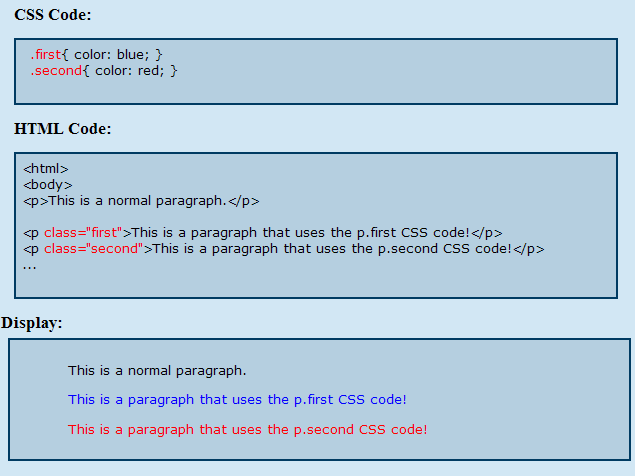 CSS Code:
.first{ color: blue; }
.second{ color: red; }
HTML Code:
<html>
<body>
<p>This is a normal paragraph.</p>
<p class="first">This is a paragraph that uses the p.first CSS code!</p>
<p class="second">This is a paragraph that uses the p.second CSS code!</p>
...
Display:
This is a normal paragraph.
This is a paragraph that uses the p.first CSS code!
This is a paragraph that uses the p.second CSS code!